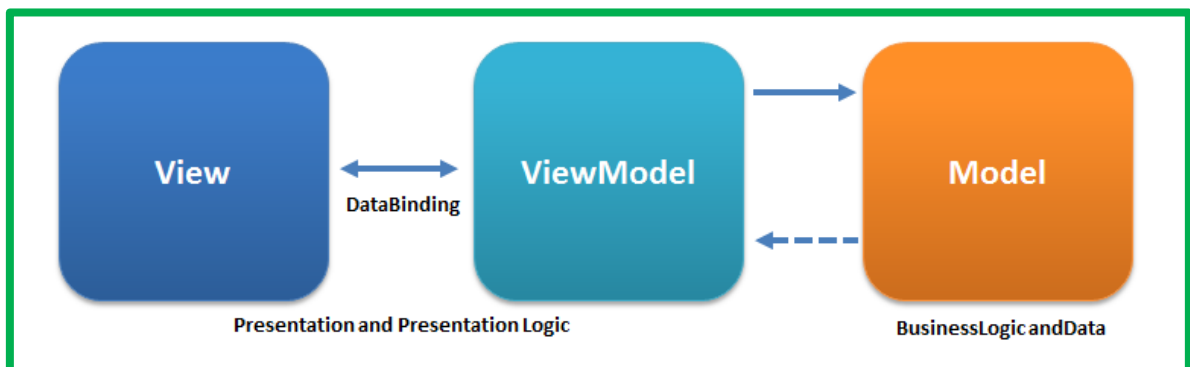 View
ViewModel
Model
DataBinding
Presentation and Presentation Logic
BusinessLogic andData